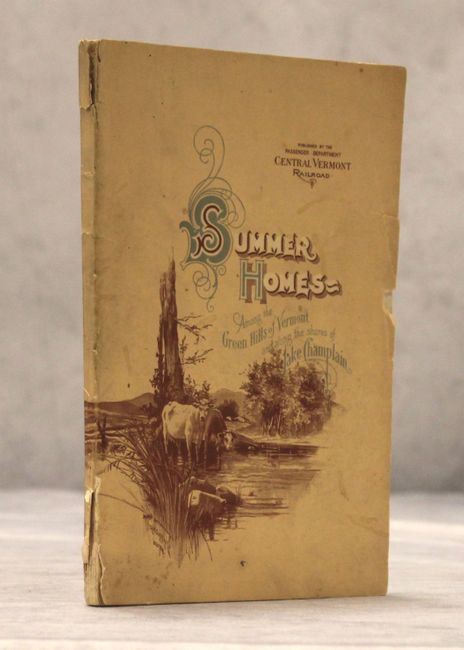 PUBLISHED BY THE
PASSENGER DEPARTMENT
CENTRAL VERMONT
RAILROAD
SUMMER
HOMES
Among the
Green Hills of Vermont
and along the shores of
Lake Champlain